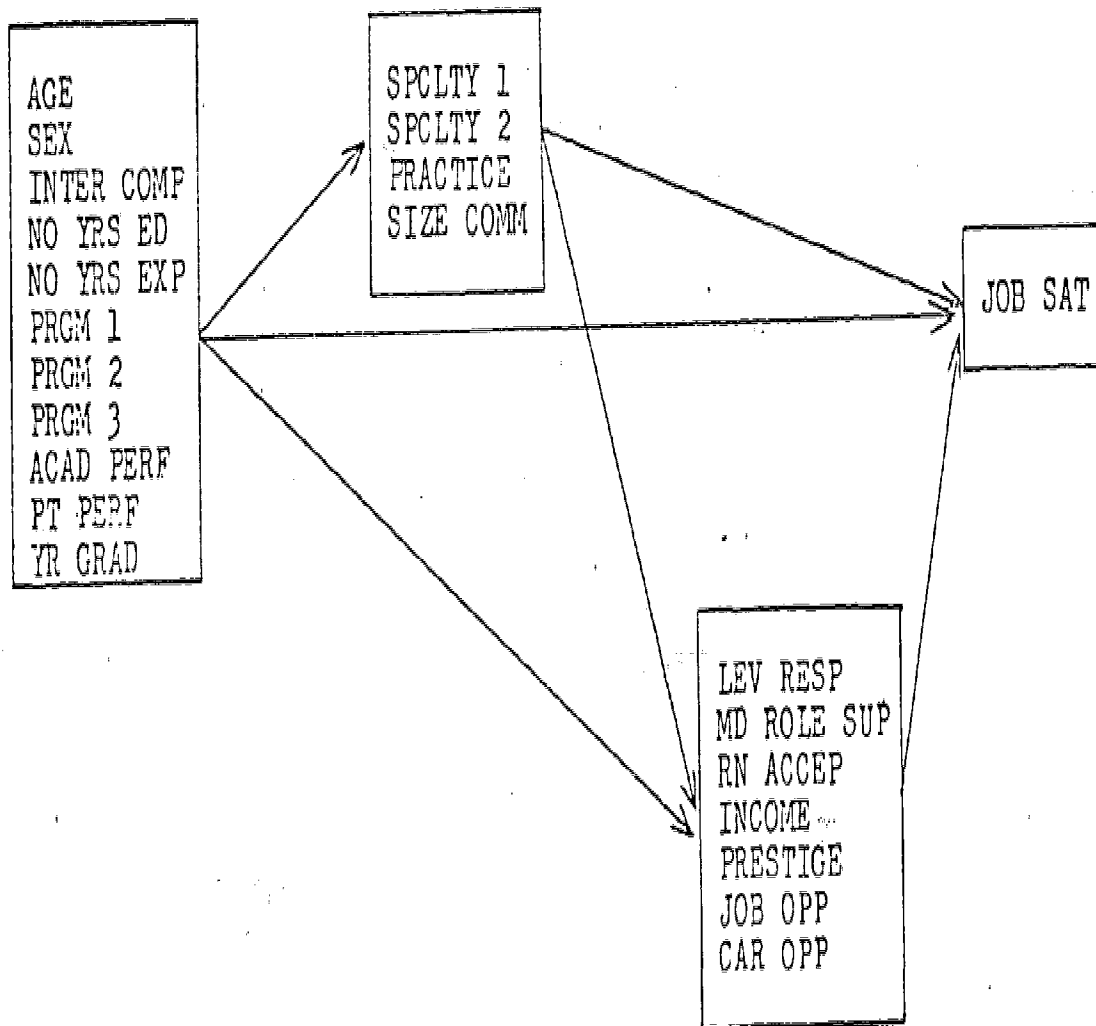 AGE
SEX
INTER COMP
NO YRS ED
NO YRS EXP
PRGM 1
PRGM 2
PRGM 3
ACAD PERF
PT PERF
YR GRAD
SPCLTY 1
SPCLTY 2
PRACTICE
SIZE COMM
JOB SAT
LEV RESP
MD ROLE SUP
RN ACCEP
INCOME
PRESTIGE
JOB OPP
CAR OPP